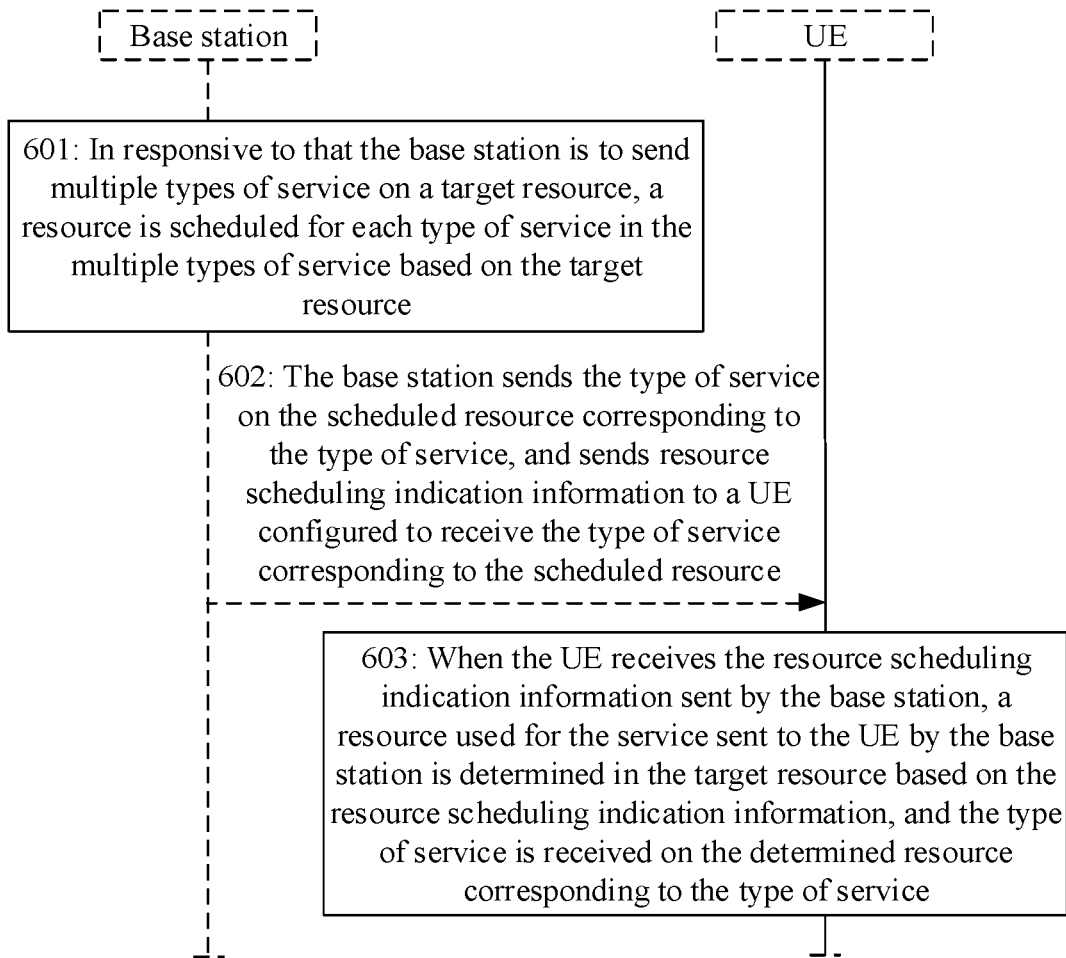 Base station
UE
601: In responsive to that the base station is to send
multiple types of service on a target resource, a
resource is scheduled for each type of service in the
multiple types of service based on the target
resource
602: The base station sends the type of service
on the scheduled resource corresponding to
the type of service, and sends resource
scheduling indication information to a UE
configured to receive the type of service
corresponding to the scheduled resource
603: When the UE receives the resource scheduling
indication information sent by the base station, a
resource used for the service sent to the UE by the base
station is determined in the target resource based on the
resource scheduling indication information, and the type
of service is received on the determined resource
corresponding to the type of service